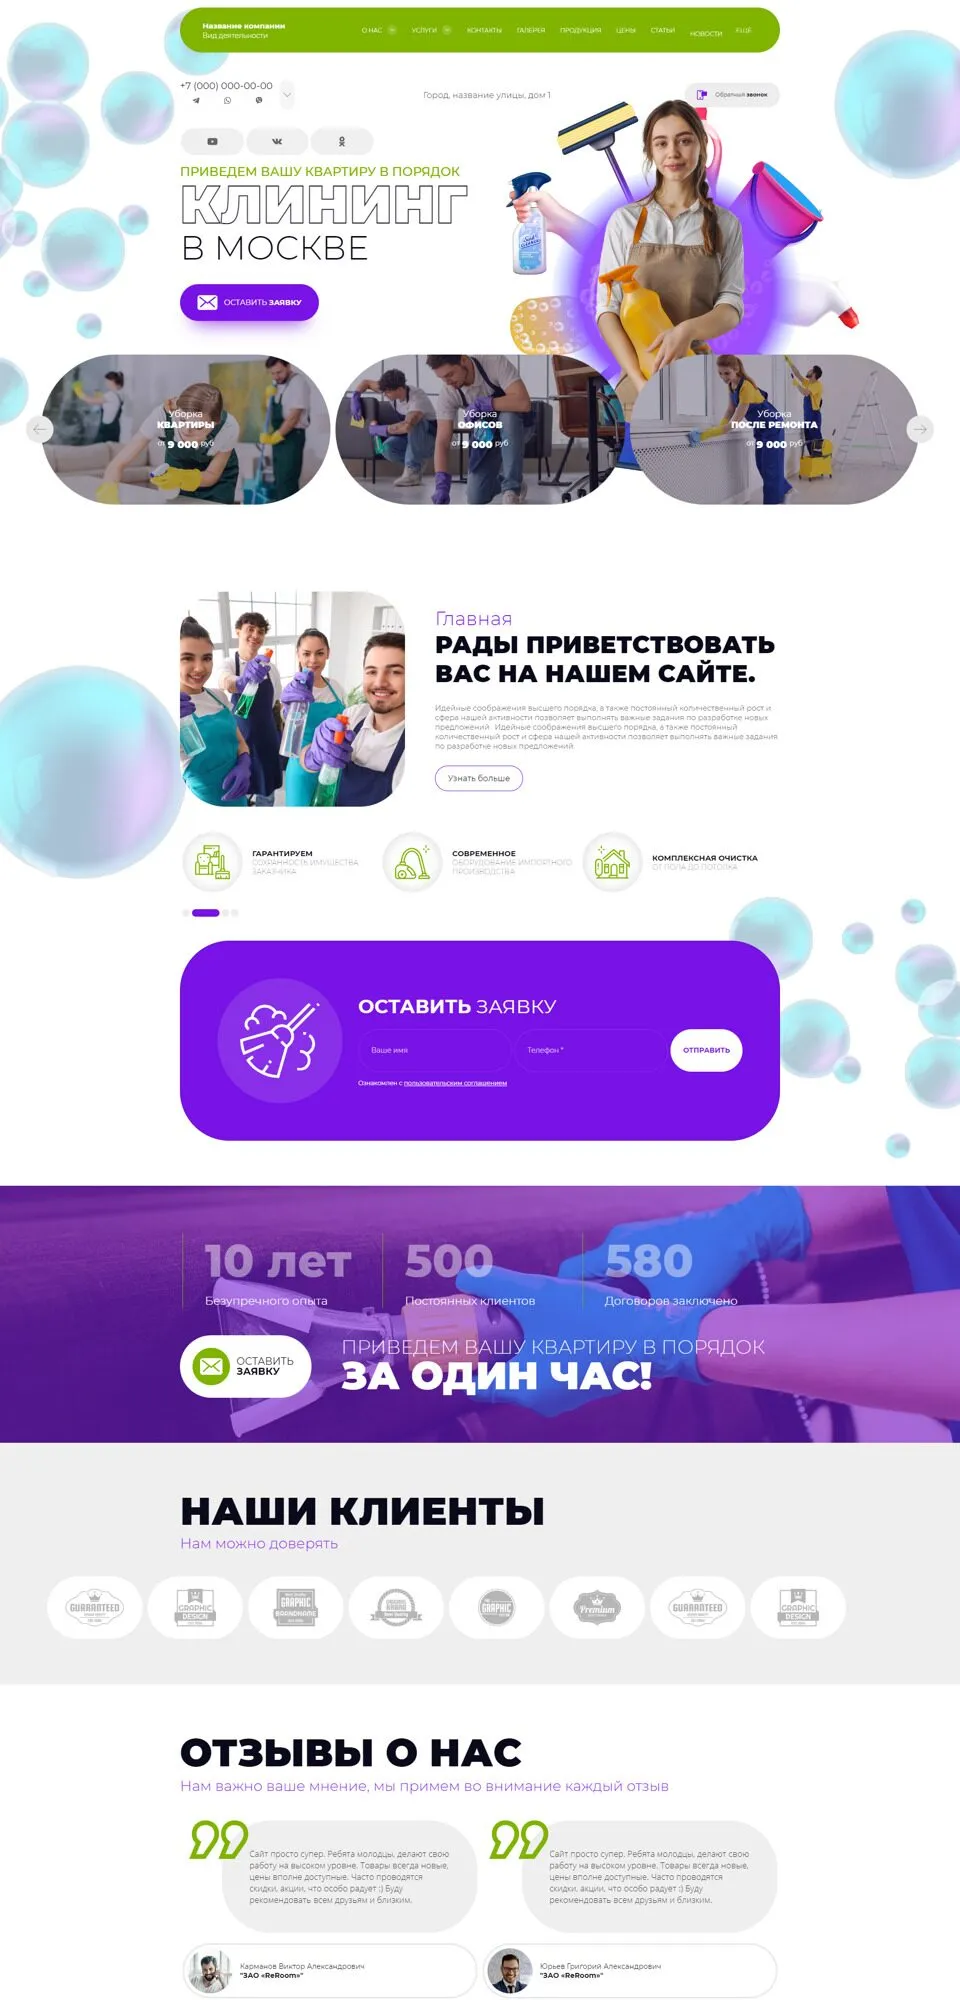 Название компании
Вид деятельности
О НАС
УСЛУГИ
КОНТАКТЫ
ГАЛЕРЕЯ
ПРОДУКЦИЯ
ЦЕНЫ
СТАТЬИ
НОВОСТИ
ЕЩЕ
+7 (000) 000-00-00
Город, название улицы, дом 1
Обратный звонок
ПРИВЕДЕМ ВАШУ КВАРТИРУ В ПОРЯДОК
КЛИНИНГ
В МОСКВЕ
ОСТАВИТЬ ЗАЯВКУ
Уборка
КВАРТИРЫ
от 9 000 руб
Уборка
ОФИСОВ
от 9 000 руб
Уборка
ПОСЛЕ РЕМОНТА
от 9 000 руб
Главная
РАДЫ ПРИВЕТСТВОВАТЬ
ВАС НА НАШЕМ САЙТЕ.
Идейные соображения высшего порядка, а также постоянный количественный рост и
сфера нашей активности позволяет выполнять важные задания по разработке новых
предложений. Идейные соображения высшего порядка, а также постоянный
количественный рост и сфера нашей активности позволяет выполнять важные задания
по разработке новых предложений.
Узнать больше
ГАРАНТИРУЕМ
СОХРАННОСТЬ ИМУЩЕСТВА
ЗАКАЗЧИКА
СОВРЕМЕННОЕ
ОБОРУДОВАНИЕ ИМПОРТНОГО
ПРОИЗВОДСТВА
КОМПЛЕКСНАЯ ОЧИСТКА
ОТ ПОЛА ДО ПОТОЛКА
ОСТАВИТЬ ЗАЯВКУ
Ваше имя
Телефон *
ОТПРАВИТЬ
Ознакомлен с пользовательским соглашением
10 лет
Безупречного опыта
500
Постоянных клиентов
580
Договоров заключено
ОСТАВИТЬ
ЗАЯВКУ
ПРИВЕДЕМ ВАШУ КВАРТИРУ В ПОРЯДОК
ЗА ОДИН ЧАС!
НАШИ КЛИЕНТЫ
Нам можно доверять
GUARANTEED
GRAPHIC
DESIGN
GRAPHIC
BRANDNAME
GRAPHIC
Premium
GUARANTEED
GRAPHIC
DESIGN
ОТЗЫВЫ О НАС
Нам важно ваше мнение, мы примем во внимание каждый отзыв
Сайт просто супер. Ребята молодцы, делают свою
работу на высоком уровне. Товары всегда новые,
цены вполне доступные. Часто проводятся
скидки, акции, что особо радует ;) Буду
рекомендовать всем друзьям и близким.
Сайт просто супер. Ребята молодцы, делают свою
работу на высоком уровне. Товары всегда новые,
цены вполне доступные. Часто проводятся
скидки, акции, что особо радует ;) Буду
рекомендовать всем друзьям и близким.
Карманов Виктор Александрович
"ЗАО «ReRoom»"
Юрьев Григорий Александрович
"ЗАО «ReRoom»"